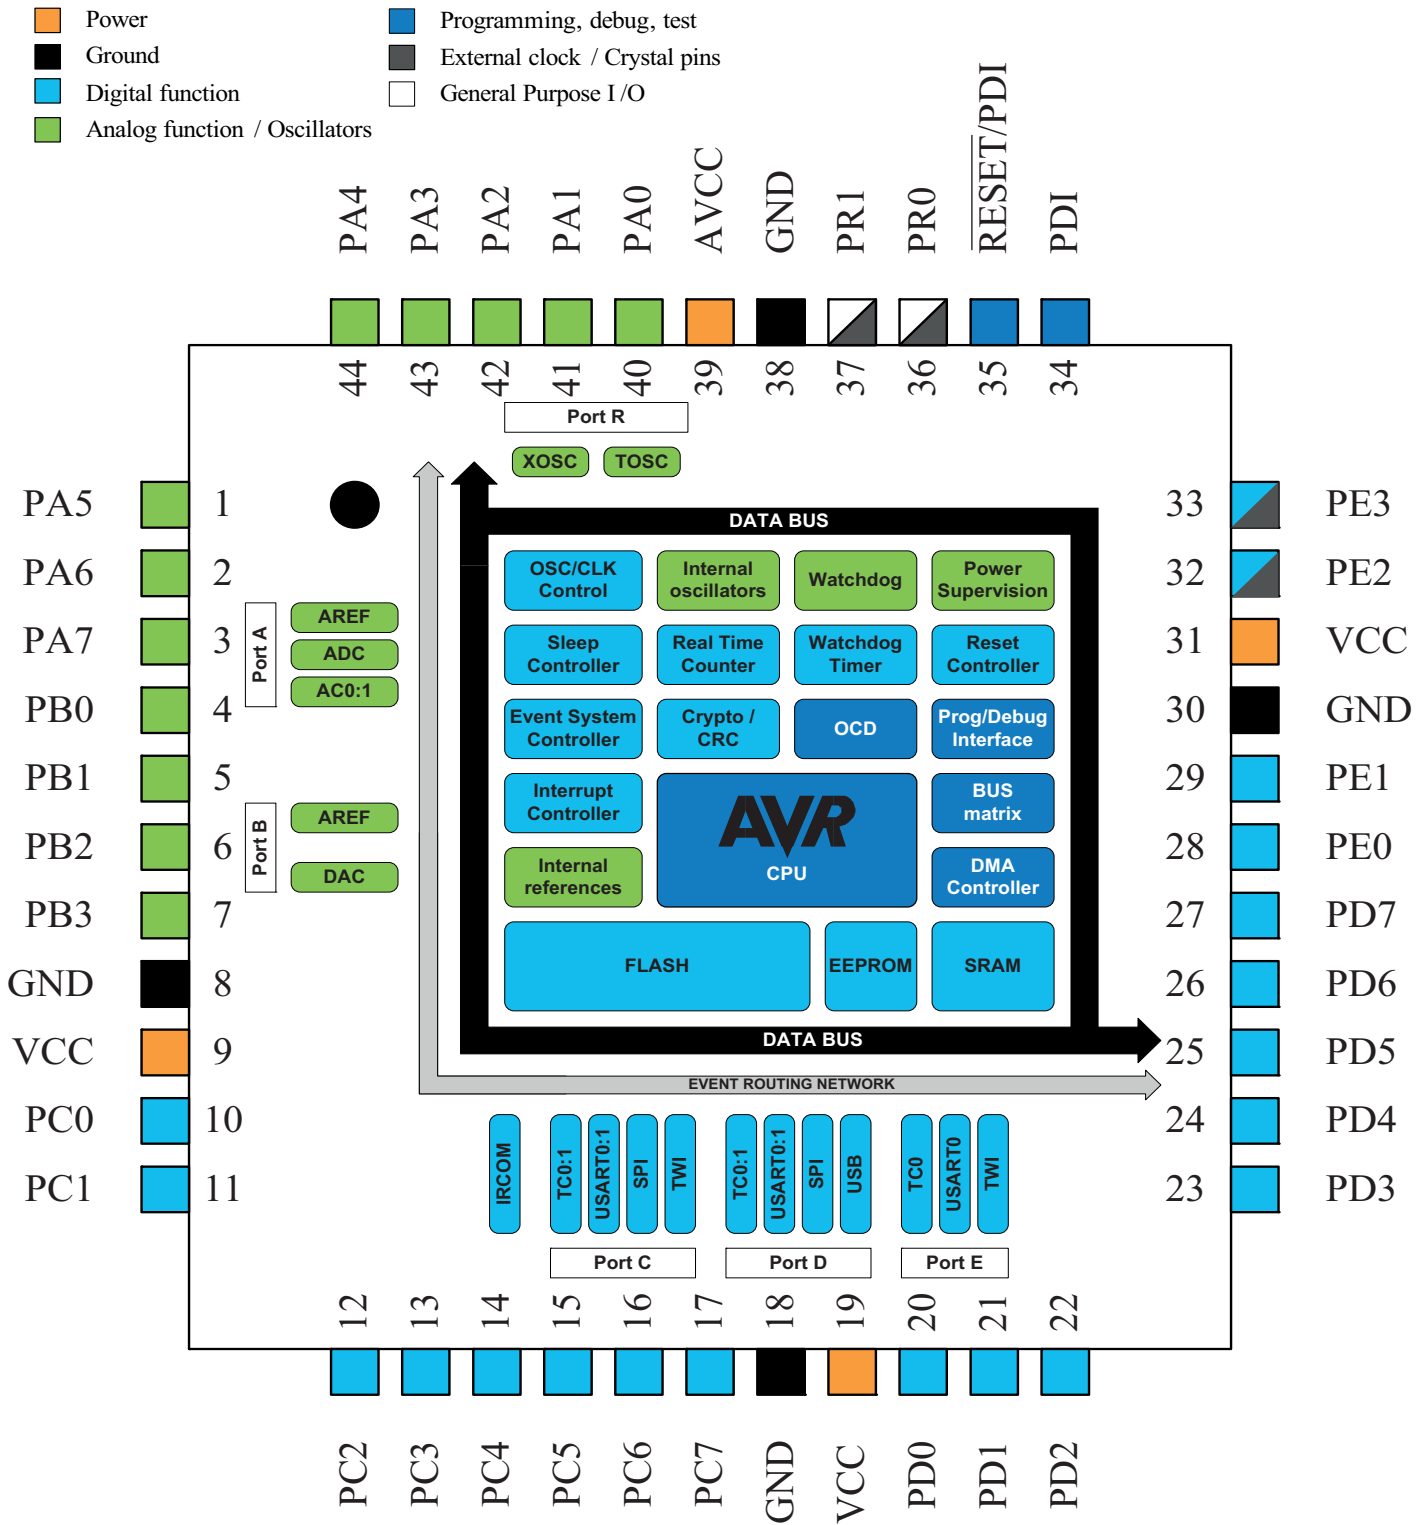 Power
Ground
Digital function
Analog function / Oscillators
Programming, debug, test
External clock / Crystal pins
General Purpose I /O
PA4
PA3
PA2
PA1
PA0
AVCC
GND
PR1
PR0
RESET/PDI
PDI
44
43
42
41
40
39
38
37
36
35
34
Port R
XOSC
TOSC
PA5
1
PA6
2
PA7
3
PB0
4
PB1
5
PB2
6
PB3
7
GND
8
VCC
9
PC0
10
PC1
11
Port A
AREF
ADC
AC0:1
Port B
AREF
DAC
DATA BUS
OSC/CLK
Control
Internal
oscillators
Watchdog
Power
Supervision
Sleep
Controller
Real Time
Counter
Watchdog
Timer
Reset
Controller
Event System
Controller
Crypto /
CRC
OCD
Prog/Debug
Interface
Interrupt
Controller
AVR
CPU
BUS
matrix
Internal
references
DMA
Controller
FLASH
EEPROM
SRAM
DATA BUS
EVENT ROUTING NETWORK
33
PE3
32
PE2
31
VCC
30
GND
29
PE1
28
PE0
27
PD7
26
PD6
25
PD5
24
PD4
23
PD3
IRCOM
TC0:1
USART0:1
SPI
TWI
TC0:1
USART0:1
SPI
USB
TC0
USART0
TWI
Port C
Port D
Port E
12
13
14
15
16
17
18
19
20
21
22
PC2
PC3
PC4
PC5
PC6
PC7
GND
VCC
PD0
PD1
PD2